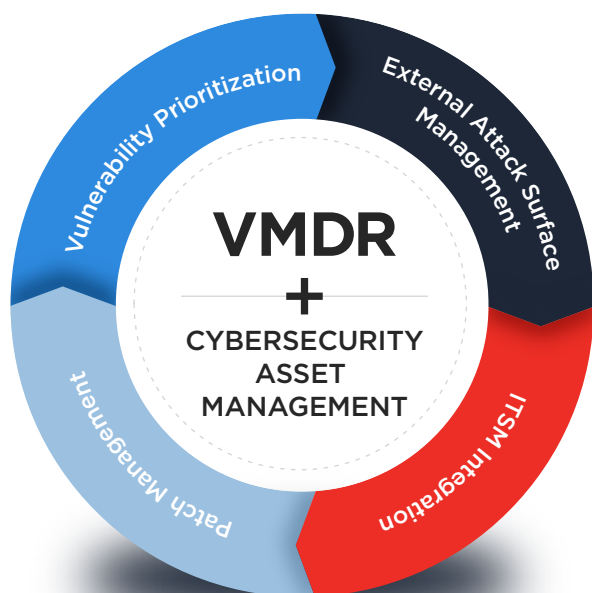 Vulnerability Prioritization
External Attack Surface
Management
VMDR
+
CYBERSECURITY
ASSET
MANAGEMENT
ITSM Integration
Patch Management